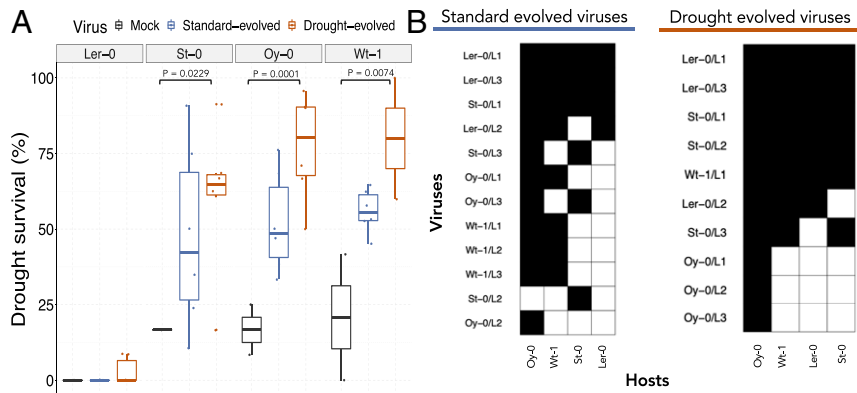 A
Virus Mock Standard−evolved Drought−evolved
Ler−0 St−0 Oy−0 Wt−1
P = 0.0229 P = 0.0001 P = 0.0074
Drought survival (%)
100
75
50
25
0
B
Standard evolved viruses
Drought evolved viruses
Viruses
Ler−0/L1
Ler−0/L3
St−0/L1
Ler−0/L2
St−0/L3
Oy−0/L1
Oy−0/L3
Wt−1/L1
Wt−1/L2
Wt−1/L3
St−0/L2
Oy−0/L2
Oy−0
Wt−1
St−0
Ler−0
Ler−0/L1
Ler−0/L3
St−0/L1
St−0/L2
Wt−1/L1
Ler−0/L2
St−0/L3
Oy−0/L1
Oy−0/L2
Oy−0/L3
Oy−0
Wt−1
Ler−0
St−0
Hosts